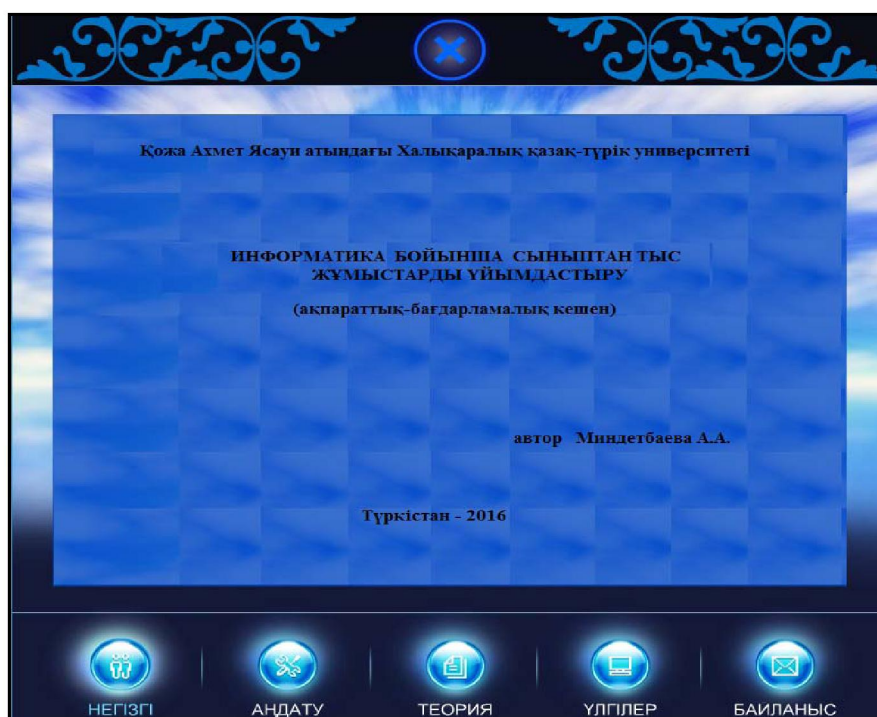 Қожа Ахмет Ясауи атындағы Халықаралық қазақ-түрік университеті
ИНФОРМАТИКА БОЙЫНША СЫНЫПТАН ТЫС
ЖҰМЫСТАРДЫ ҰЙЫМДАСТЫРУ
(ақпараттық-бағдарламалық кешен)
автор Миндетбаева А.А.
Түркістан - 2016
НЕГІЗГІ АҢДАТУ ТЕОРИЯ ҮЛГІЛЕР БАЙЛАНЫС